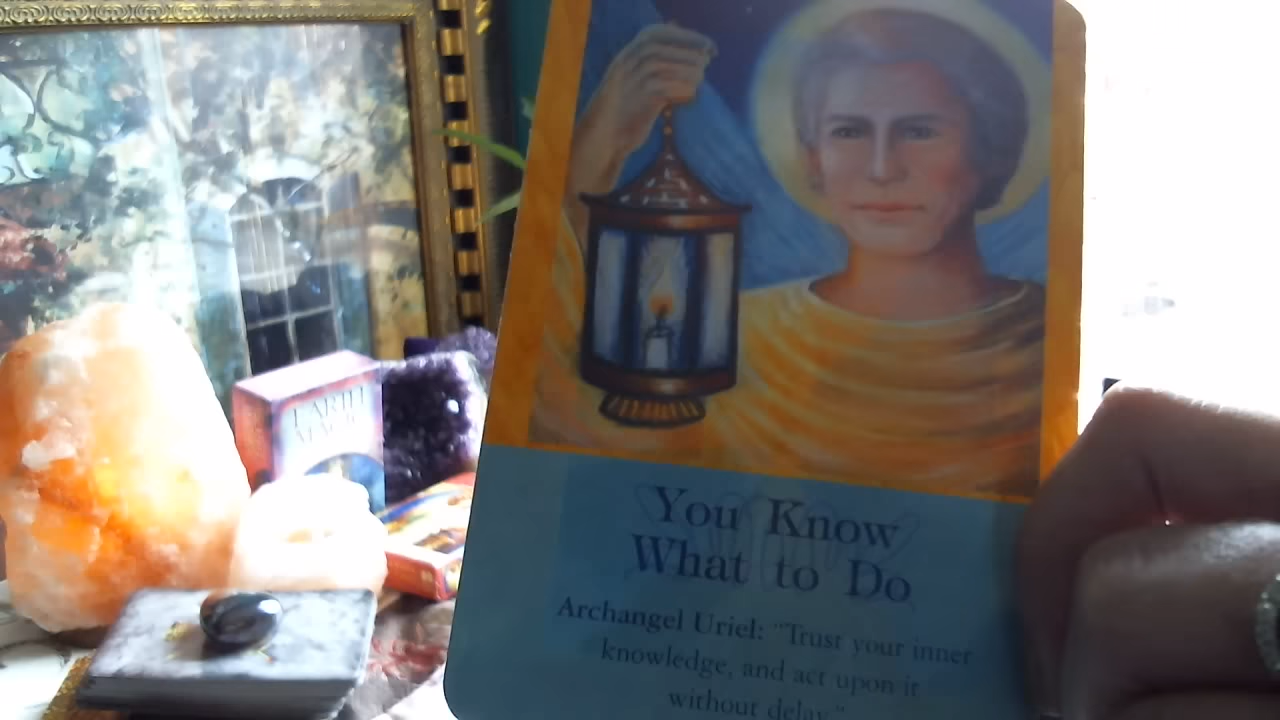 EARTH
MAGIC
You Know
What to Do
Archangel Uriel: "Trust your inner
knowledge, and act upon it
without delay."